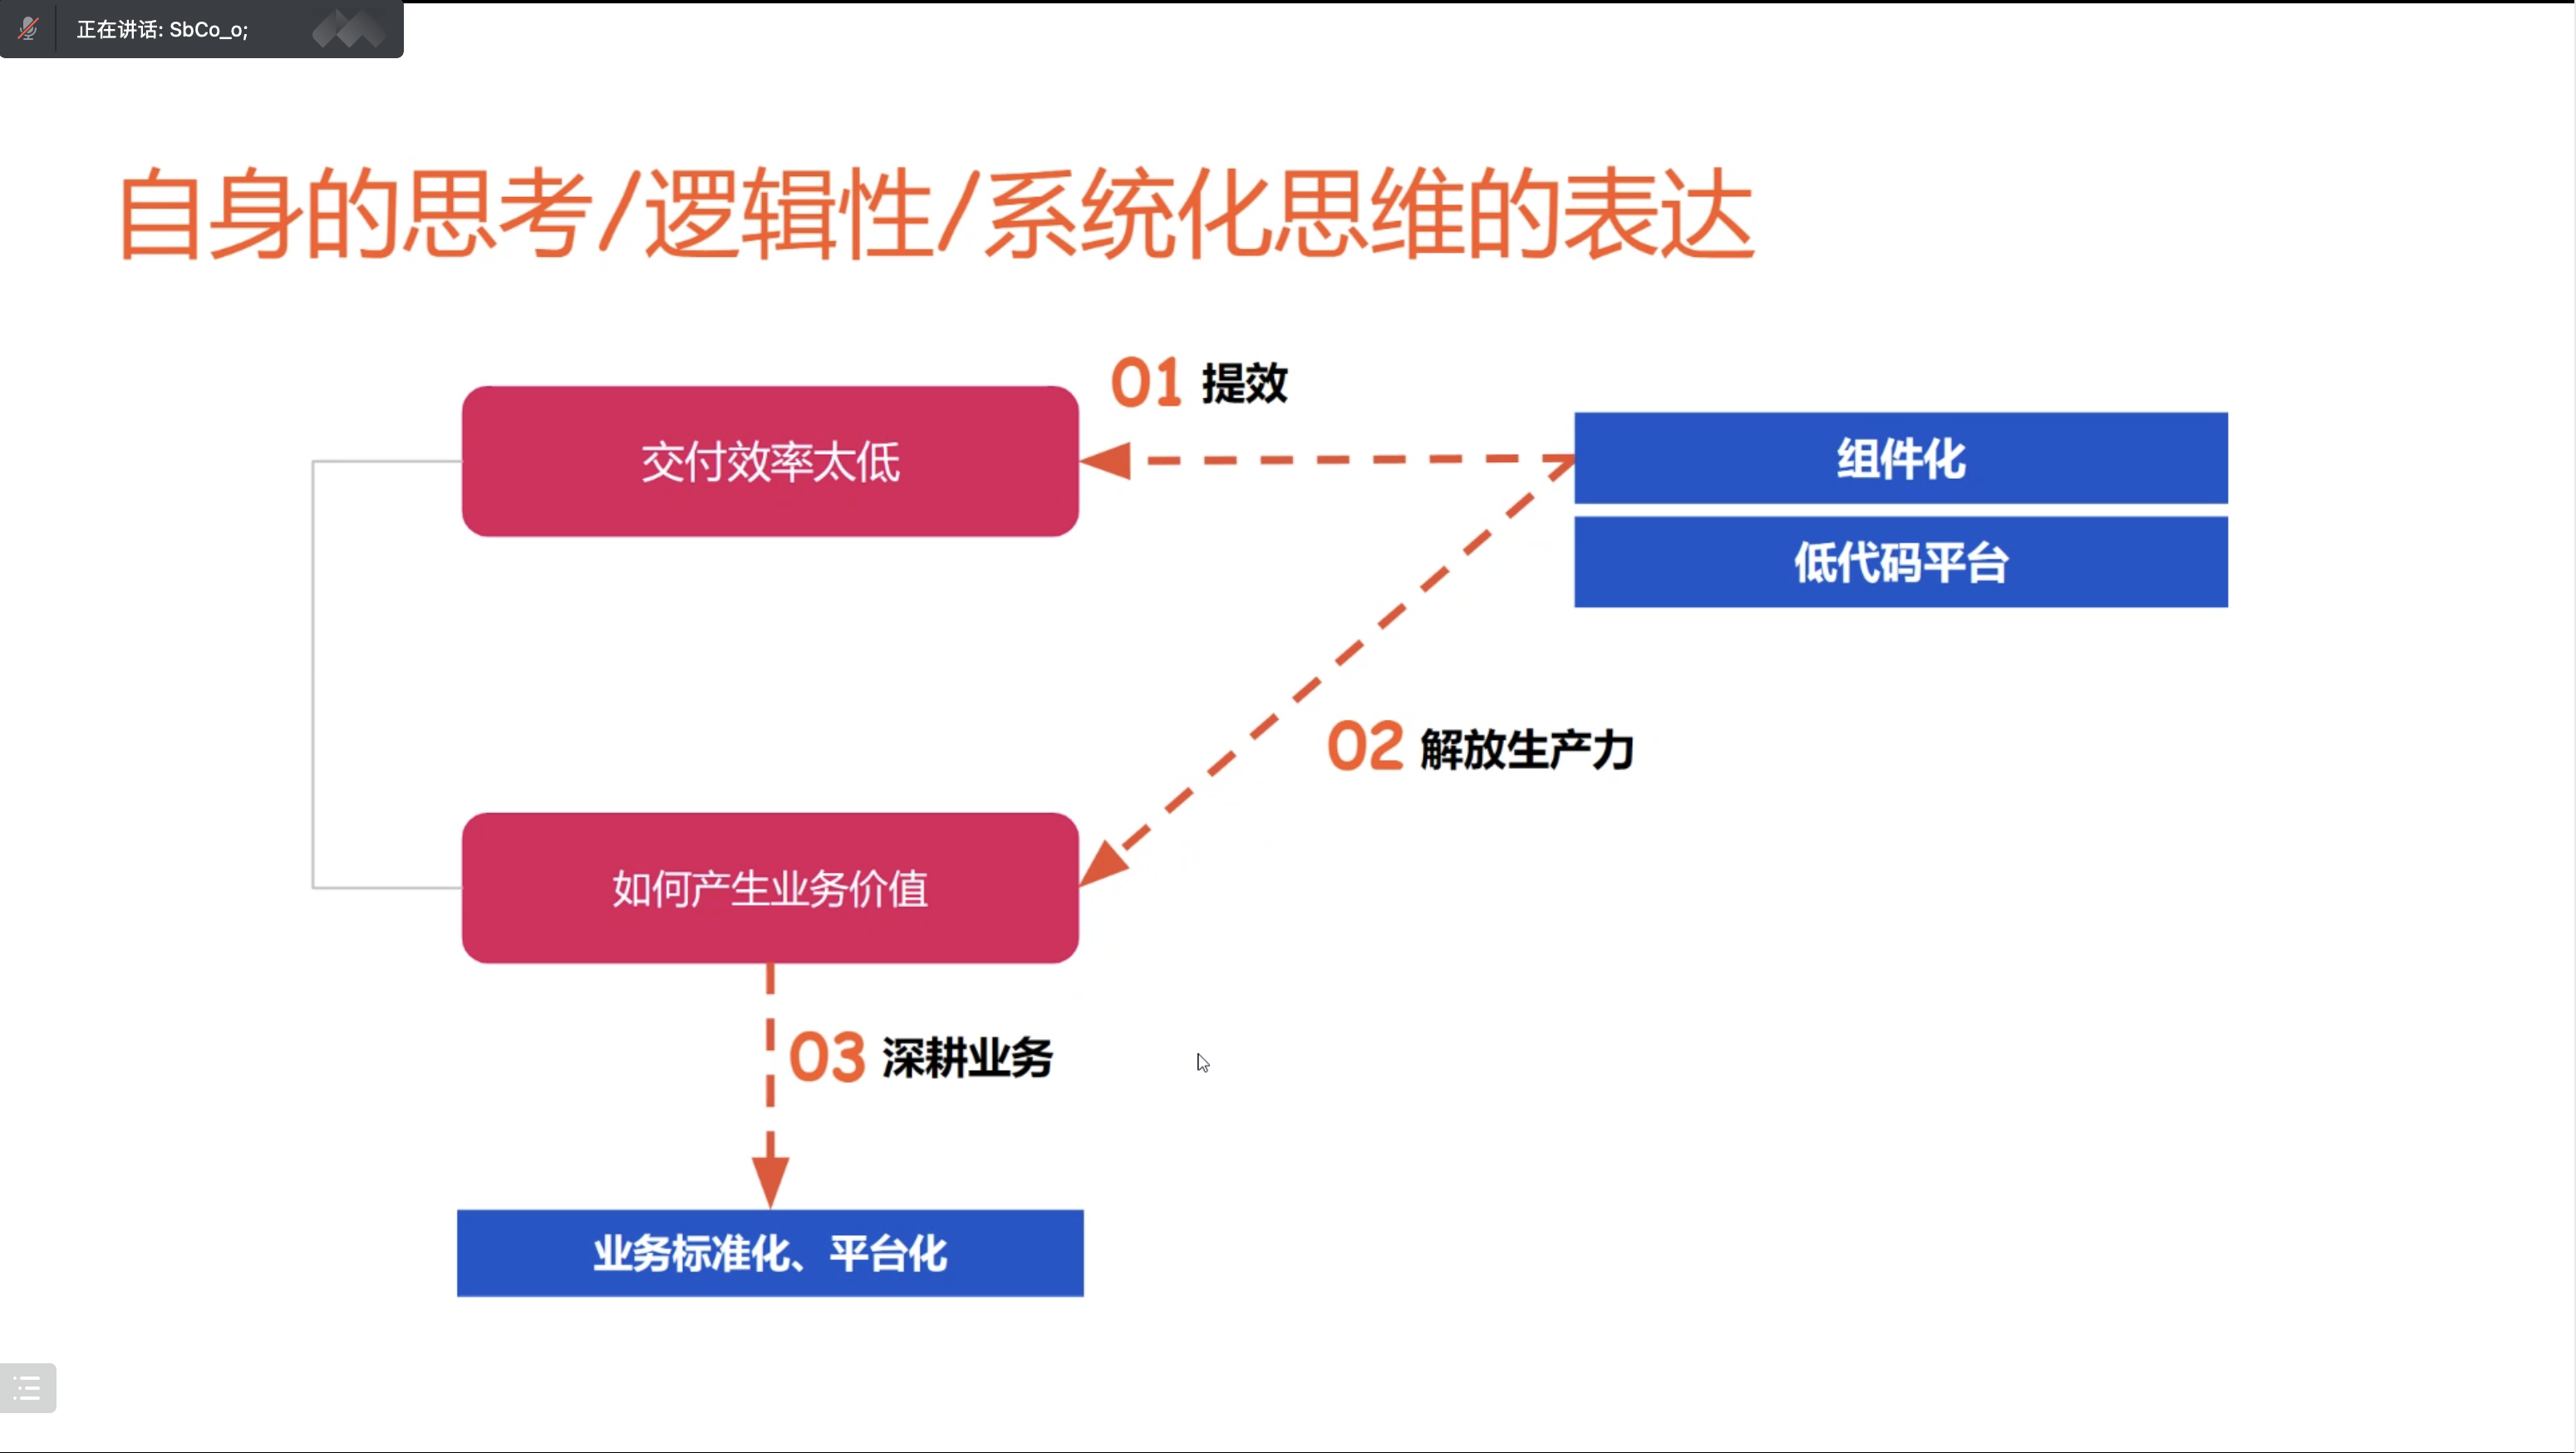 正在讲话: SbCo_o;
自身的思考/逻辑性/系统化思维的表达
01 提效
交付效率太低
组件化
低代码平台
02 解放生产力
如何产生业务价值
03 深耕业务
业务标准化、平台化